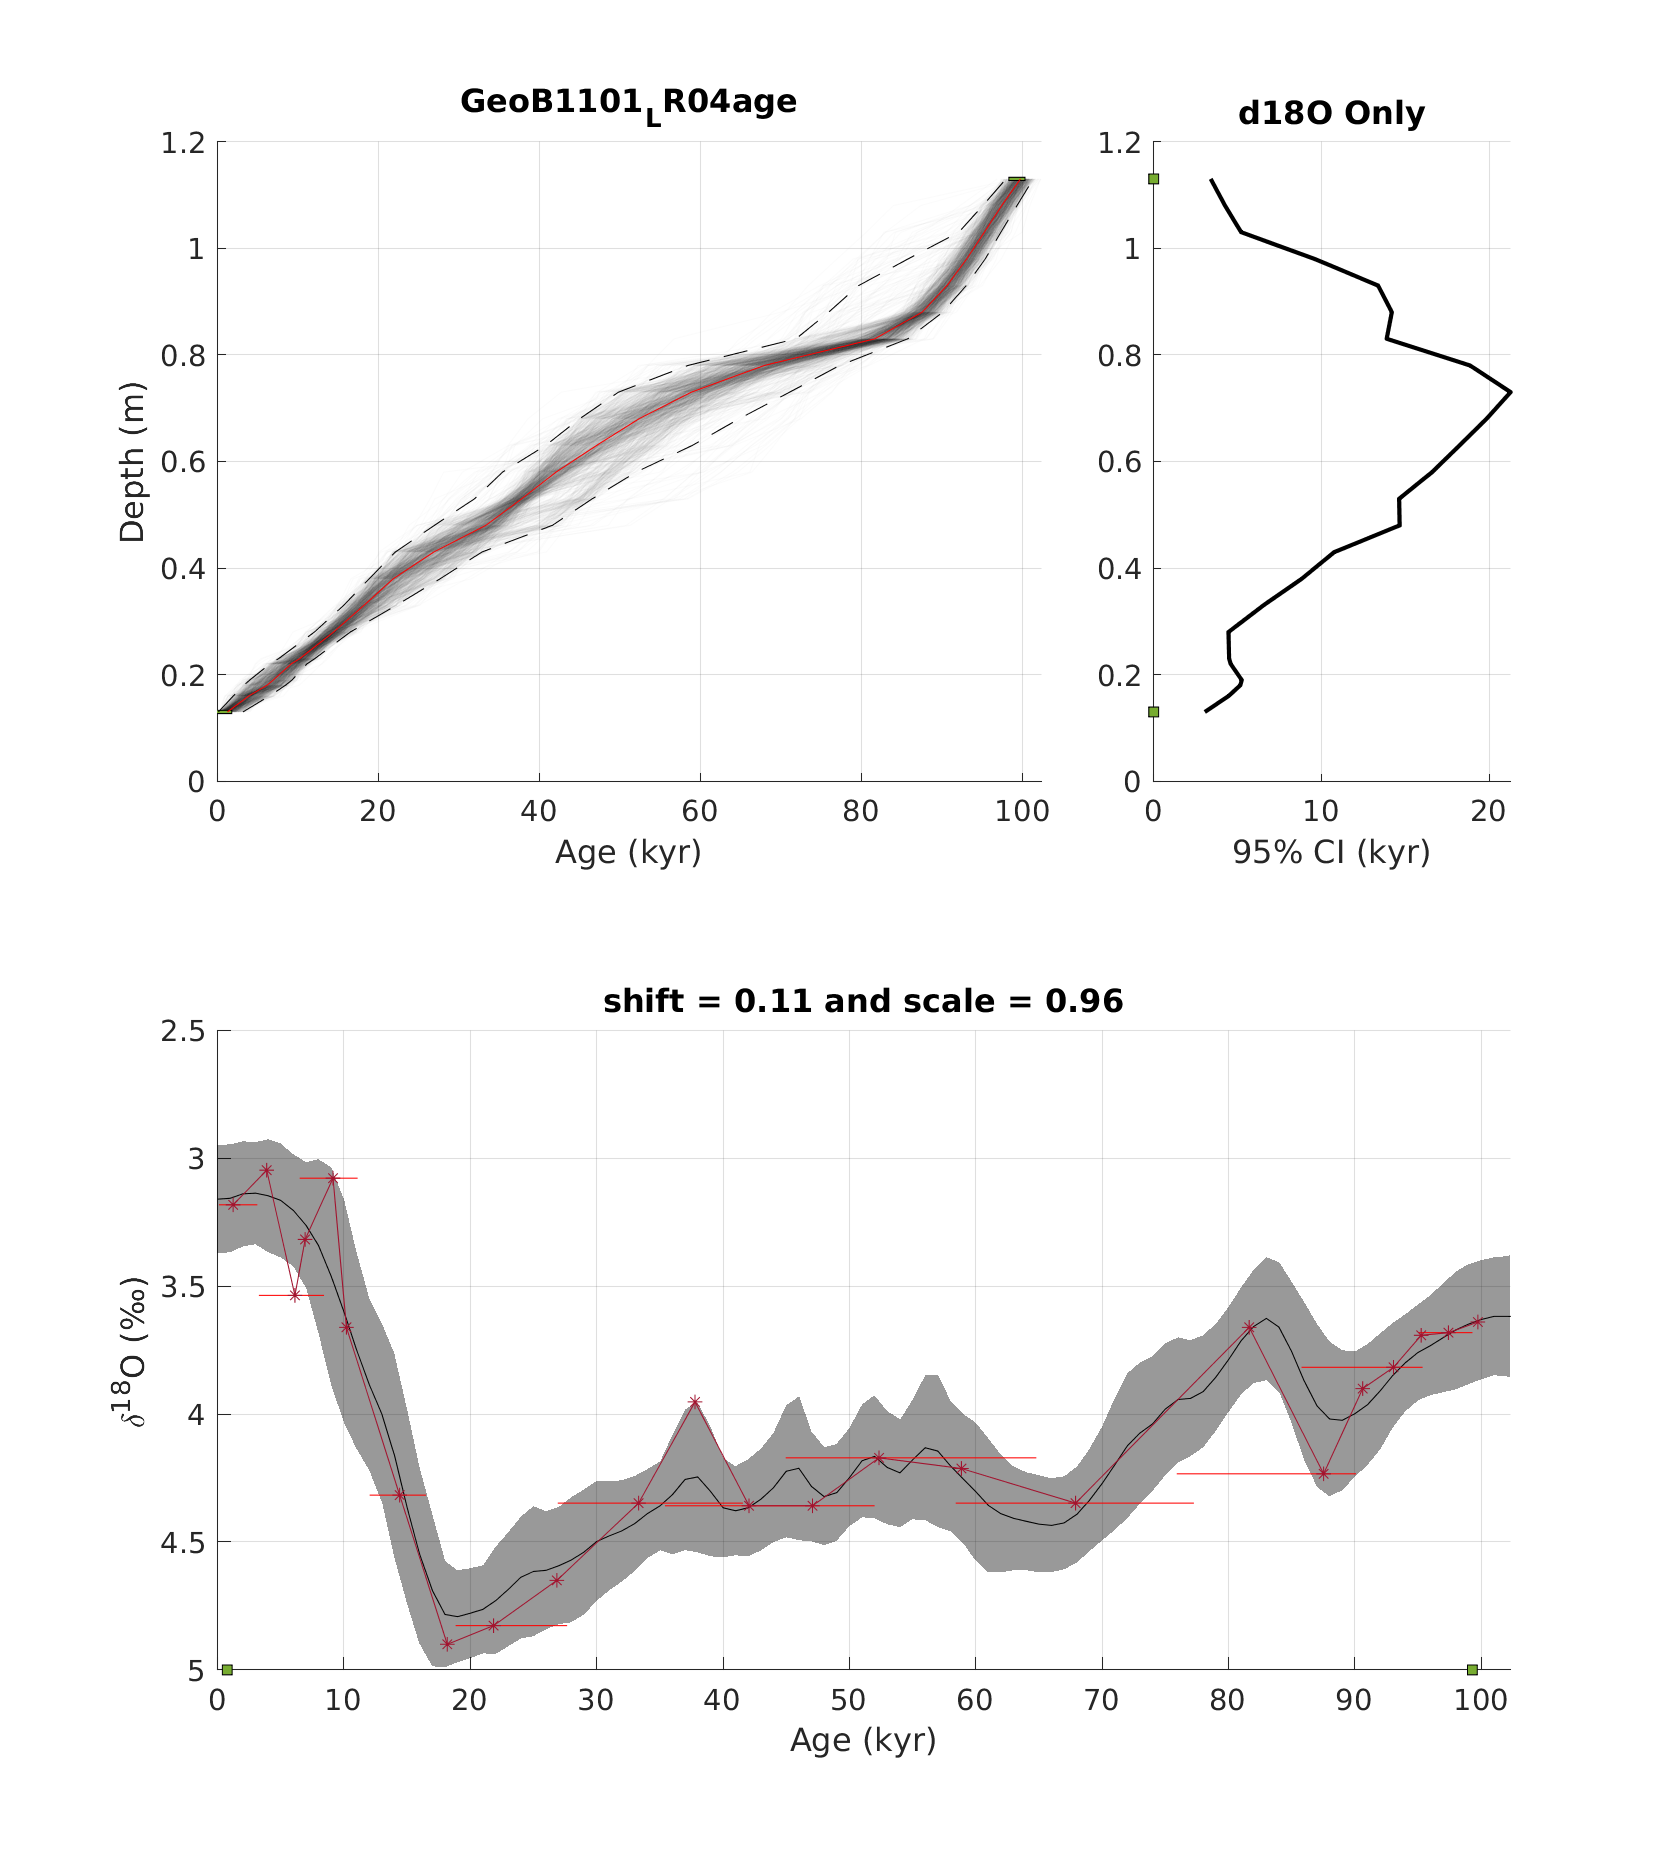 GeoB1101_LR04age
d18O Only
1.2
1
0.8
0.6
0.4
0.2
0
0 20 40 60 80 100
Age (kyr)
Depth (m)
1.2
1
0.8
0.6
0.4
0.2
0
0 10 20
95% CI (kyr)
shift = 0.11 and scale = 0.96
2.5
3
3.5
4
4.5
5
δ18O (‰)
0 10 20 30 40 50 60 70 80 90 100
Age (kyr)